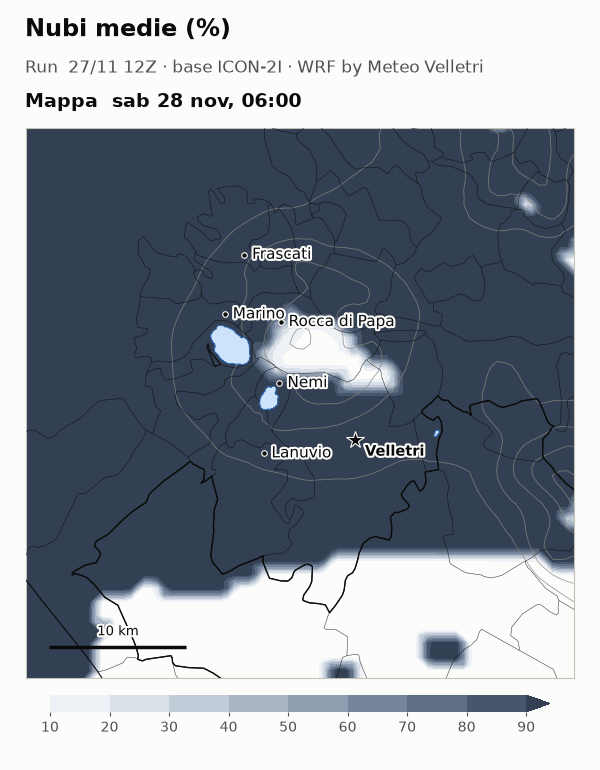 Nubi medie (%)
Run  27/11 12Z · base ICON-2I · WRF by Meteo Velletri
Mappa  sab 28 nov, 06:00
Frascati
Marino
Rocca di Papa
Nemi
Velletri
Lanuvio
10 km
10 20 30 40 50 60 70 80 90